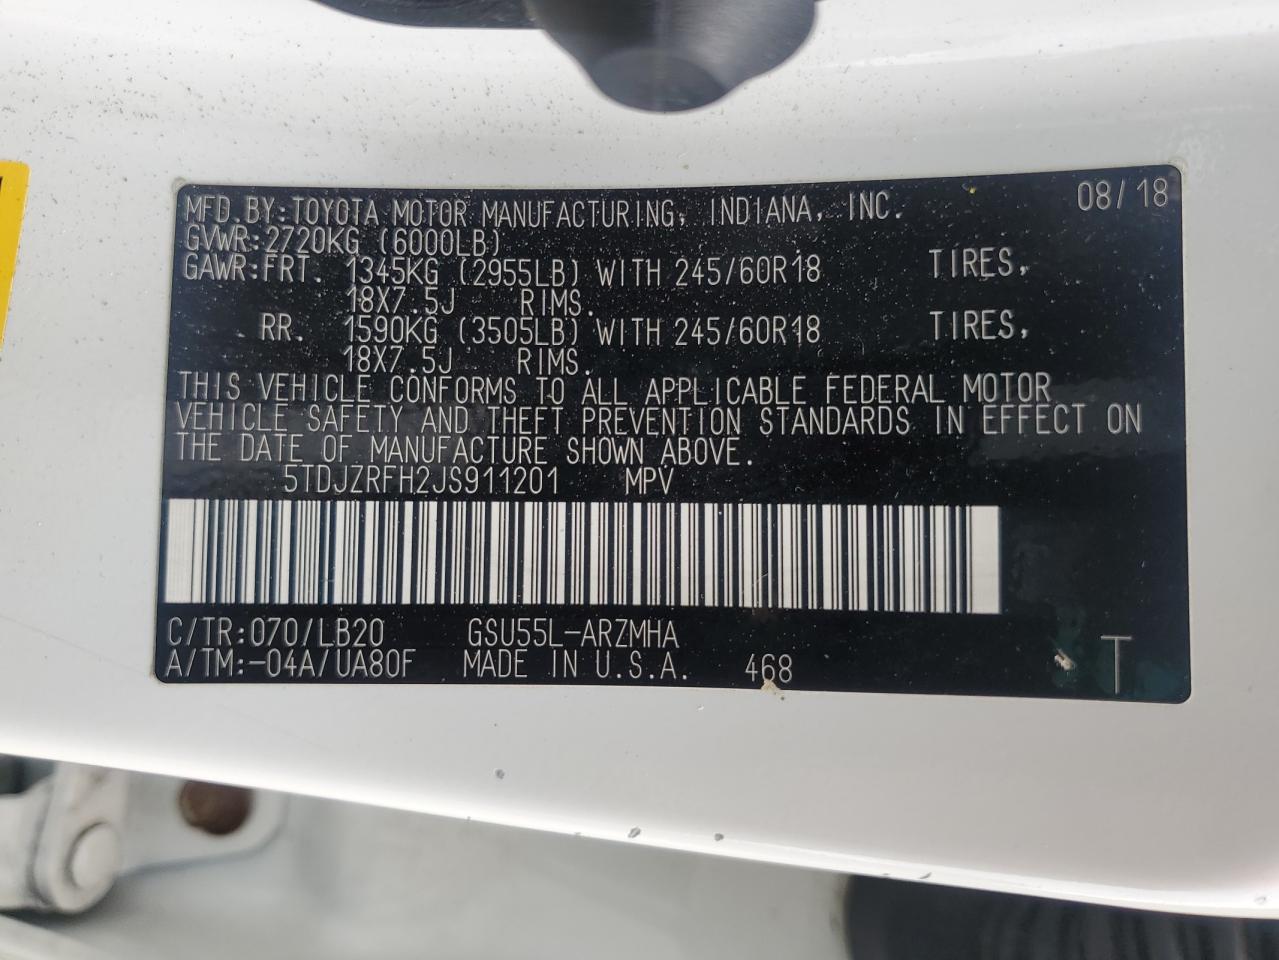 MFD.BY:TOYOTA MOTOR MANUFACTURING, INDIANA, INC. 08/18
GVWR:2720KG (6000LB)
GAWR:FRT. 1345KG (2955LB) WITH 245/60R18 TIRES,
18X7.5J RIMS.
RR. 1590KG (3505LB) WITH 245/60R18 TIRES,
18X7.5J RIMS.
THIS VEHICLE CONFORMS TO ALL APPLICABLE FEDERAL MOTOR
VEHICLE SAFETY AND THEFT PREVENTION STANDARDS IN EFFECT ON
THE DATE OF MANUFACTURE SHOWN ABOVE.
5TDJZRFH2JS911201 MPV
C/TR:070/LB20 GSU55L-ARZMHA
A/TM:-04A/UA80F MADE IN U.S.A. 468 T